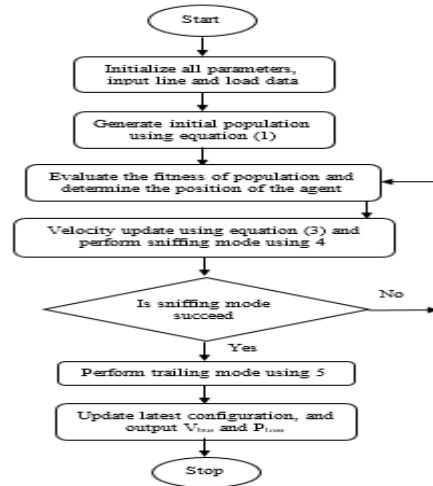 Start
Initialize all parameters,
input line and load data
Generate initial population
using equation (1)
Evaluate the fitness of population and
determine the position of the agent
Velocity update using equation (3) and
perform sniffing mode using 4
Is sniffing mode
succeed
No
Yes
Perform trailing mode using 5
Update latest configuration, and
output V_bus and P_loss
Stop